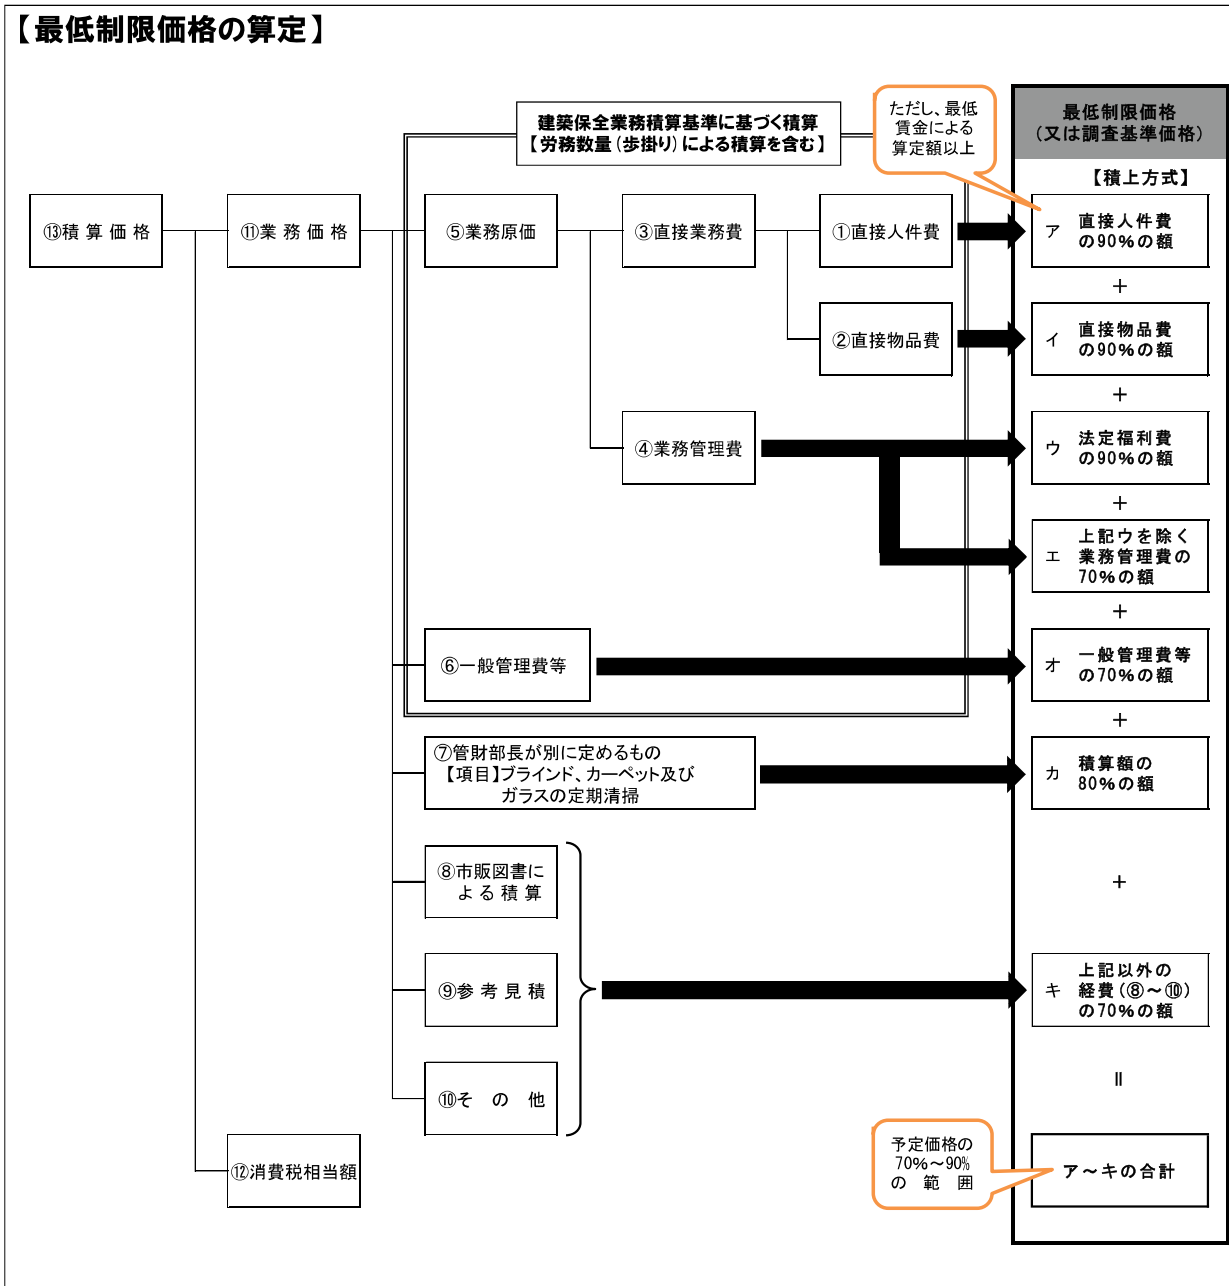 【最低制限価格の算定】
建築保全業務積算基準に基づく積算
【労務数量(歩掛り)による積算を含む】
ただし、最低
賃金による
算定額以上
最低制限価格
(又は調査基準価格)
【積上方式】
⑬積算価格
⑪業務価格
⑤業務原価
③直接業務費
①直接人件費
ア 直接人件費
の90%の額
+
②直接物品費
イ 直接物品費
の90%の額
+
④業務管理費
ウ 法定福利費
の90%の額
+
エ 上記ウを除く
業務管理費の
70%の額
+
⑥一般管理費等
オ 一般管理費等
の70%の額
+
⑦管財部長が別に定めるもの
【項目】ブラインド、カーペット及び
ガラスの定期清掃
カ 積算額の
80%の額
⑧市販図書に
よる積算
+
⑨参考見積
キ 上記以外の
経費(⑧~⑩)
の70%の額
=
⑩その他
⑫消費税相当額
予定価格の
70%~90%
の範囲
ア~キの合計